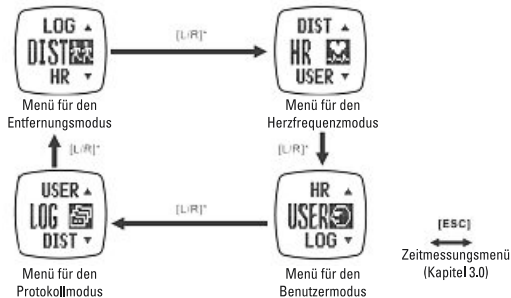 LOG ▲
DIST
HR ▼
[L/R]*
DIST ▲
HR
USER ▼
Menü für den
Entfernungsmodus
Menü für den
Herzfrequenzmodus
[L/R]*
[L/R]*
USER ▲
LOG
DIST ▼
[L/R]*
HR ▲
USER
LOG ▼
[ESC]
Zeitmessungsmenü
(Kapitel 3.0)
Menü für den
Protokollmodus
Menü für den
Benutzermodus